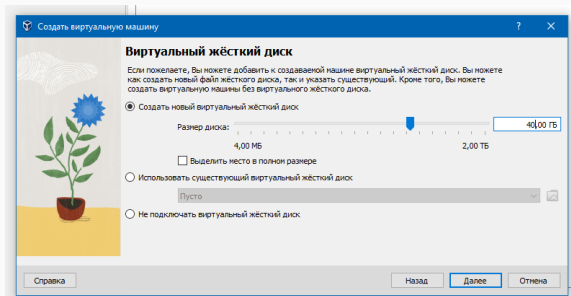 Создать виртуальную машину
Виртуальный жёсткий диск
Если пожелаете, Вы можете добавить к создаваемой машине виртуальный жёсткий диск. Вы можете
как создать новый файл жёсткого диска, так и указать существующий. Кроме того, Вы можете
создать виртуальную машину без виртуального жёсткого диска.
Создать новый виртуальный жёсткий диск
Размер диска:
40,00 ГБ
4,00 МБ
2,00 ТБ
Выделить место в полном размере
Использовать существующий виртуальный жёсткий диск
Пусто
Не подключать виртуальный жёсткий диск
Справка
Назад
Далее
Отмена